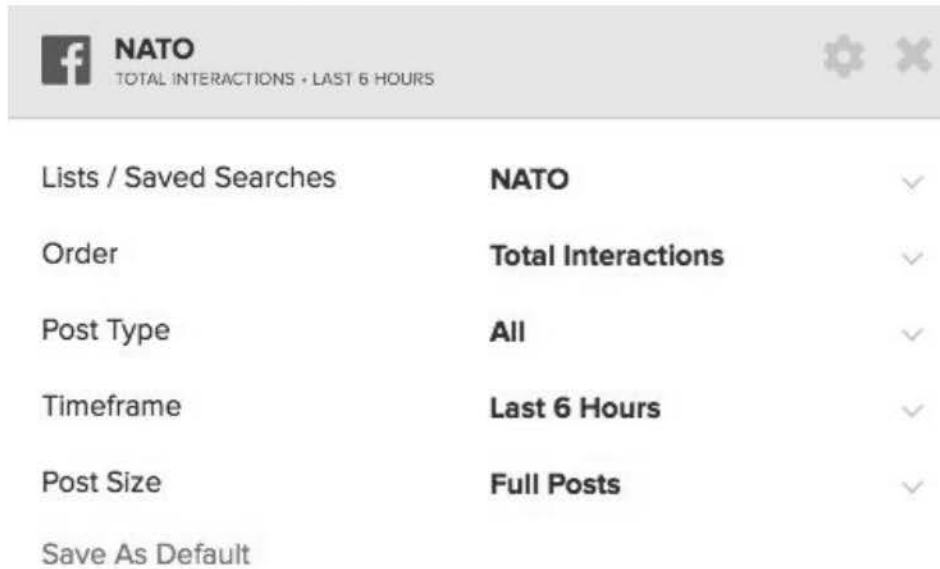 NATO
TOTAL INTERACTIONS • LAST 6 HOURS
Lists / Saved Searches NATO
Order Total Interactions
Post Type All
Timeframe Last 6 Hours
Post Size Full Posts
Save As Default